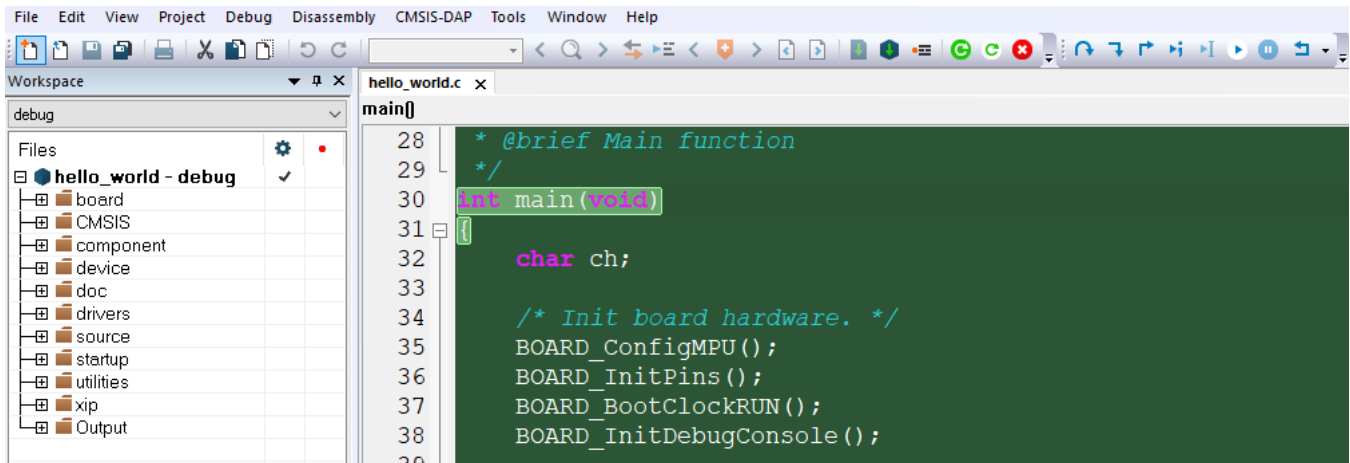 File Edit View Project Debug Disassembly CMSIS-DAP Tools Window Help
Workspace
debug
Files
hello_world - debug
board
CMSIS
component
device
doc
drivers
source
startup
utilities
xip
Output
hello_world.c
main()
28 * @brief Main function
29 */
30 int main(void)
31 {
32 char ch;
33
34 /* Init board hardware. */
35 BOARD_ConfigMPU();
36 BOARD_InitPins();
37 BOARD_BootClockRUN();
38 BOARD_InitDebugConsole();